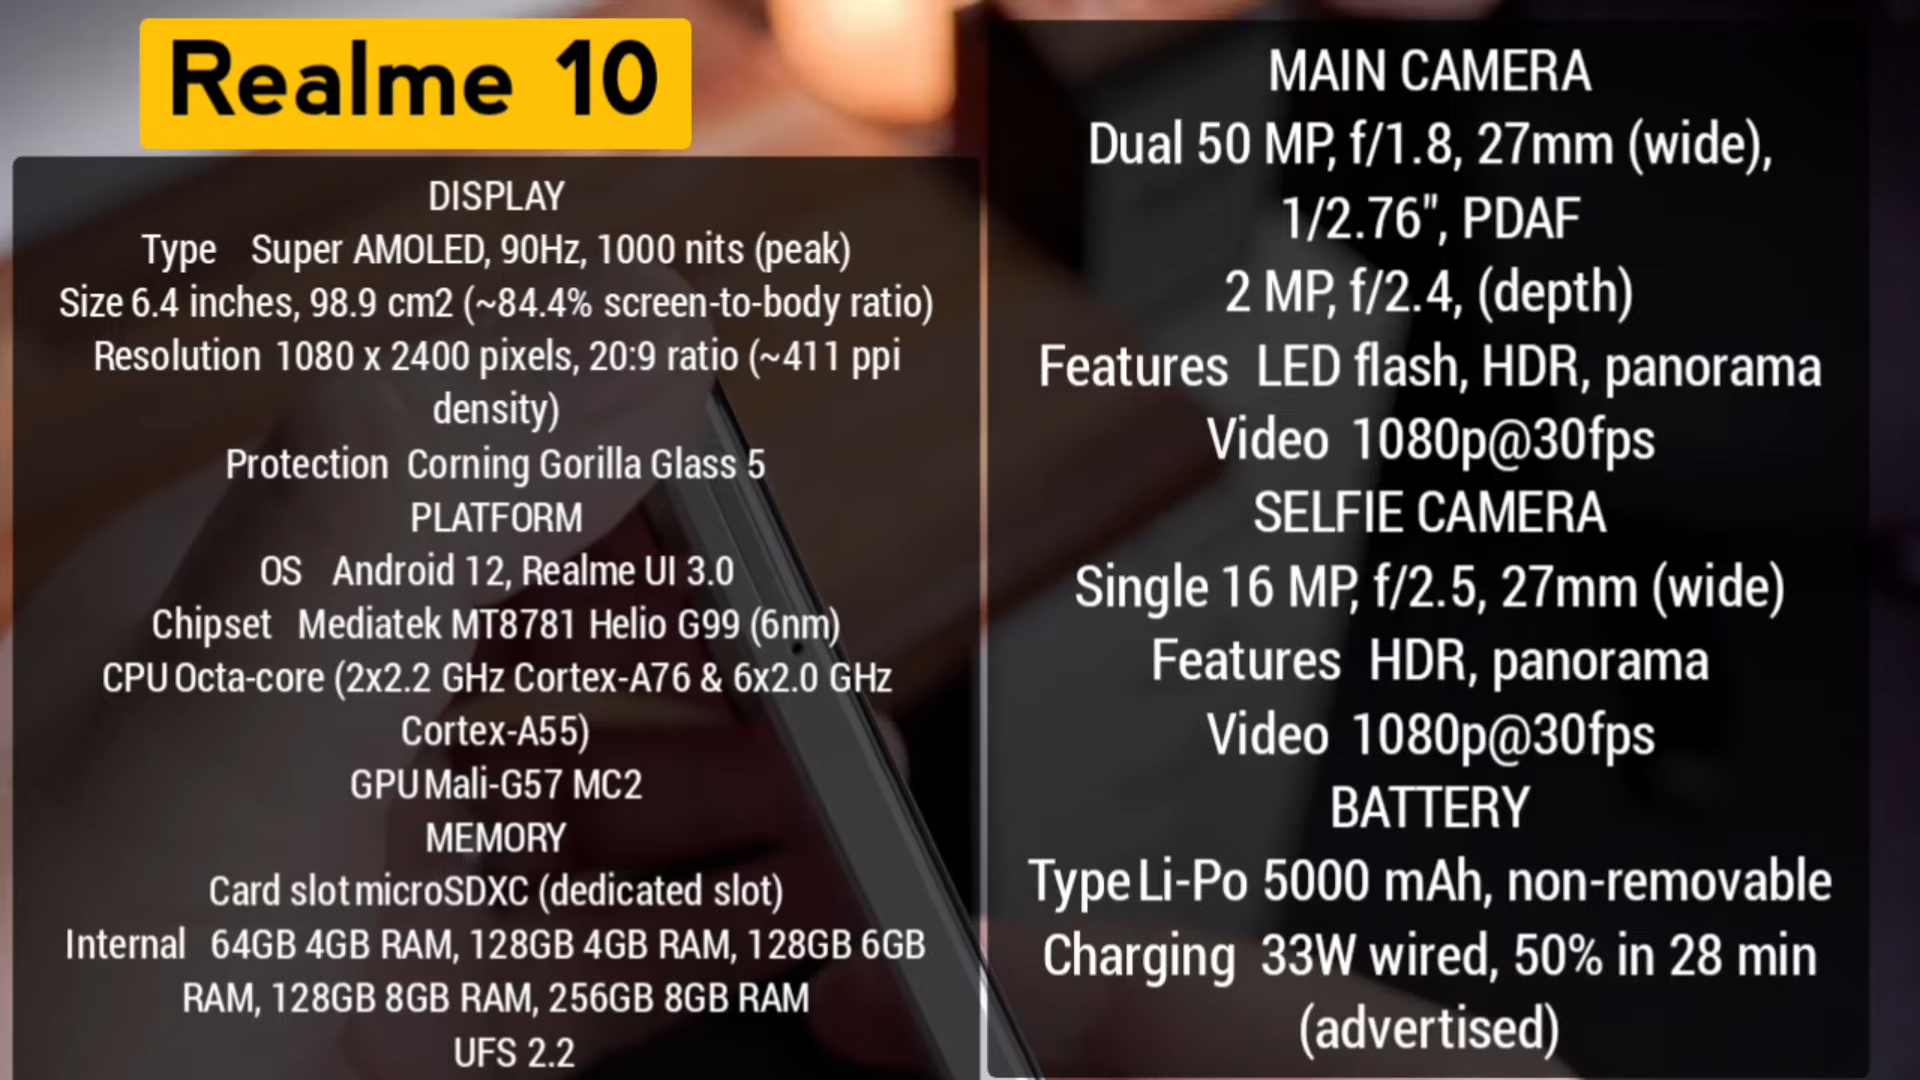 Realme 10
DISPLAY
Type Super AMOLED, 90Hz, 1000 nits (peak)
Size 6.4 inches, 98.9 cm2 (~84.4% screen-to-body ratio)
Resolution 1080 x 2400 pixels, 20:9 ratio (~411 ppi
density)
Protection Corning Gorilla Glass 5
PLATFORM
OS Android 12, Realme UI 3.0
Chipset Mediatek MT8781 Helio G99 (6nm)
CPU Octa-core (2x2.2 GHz Cortex-A76 & 6x2.0 GHz
Cortex-A55)
GPU Mali-G57 MC2
MEMORY
Card slot microSDXC (dedicated slot)
Internal 64GB 4GB RAM, 128GB 4GB RAM, 128GB 6GB
RAM, 128GB 8GB RAM, 256GB 8GB RAM
UFS 2.2
MAIN CAMERA
Dual 50 MP, f/1.8, 27mm (wide),
1/2.76", PDAF
2 MP, f/2.4, (depth)
Features LED flash, HDR, panorama
Video 1080p@30fps
SELFIE CAMERA
Single 16 MP, f/2.5, 27mm (wide)
Features HDR, panorama
Video 1080p@30fps
BATTERY
Type Li-Po 5000 mAh, non-removable
Charging 33W wired, 50% in 28 min
(advertised)